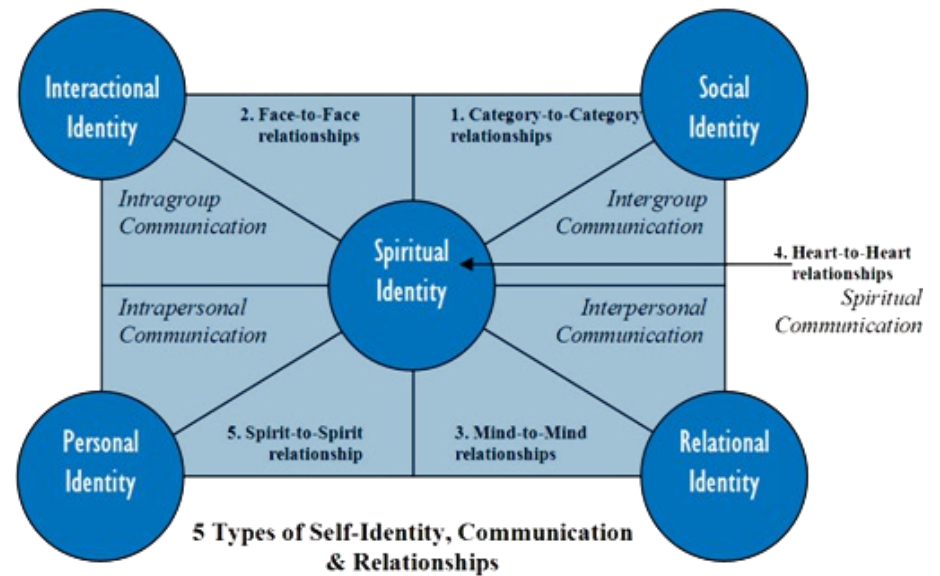 Interactional
Identity
Social
Identity
2. Face-to-Face
relationships
1. Category-to-Category
relationships
Intragroup
Communication
Intergroup
Communication
Spiritual
Identity
4. Heart-to-Heart
relationships
Spiritual
Communication
Intrapersonal
Communication
Interpersonal
Communication
Personal
Identity
5. Spirit-to-Spirit
relationship
3. Mind-to-Mind
relationships
Relational
Identity
5 Types of Self-Identity, Communication
& Relationships